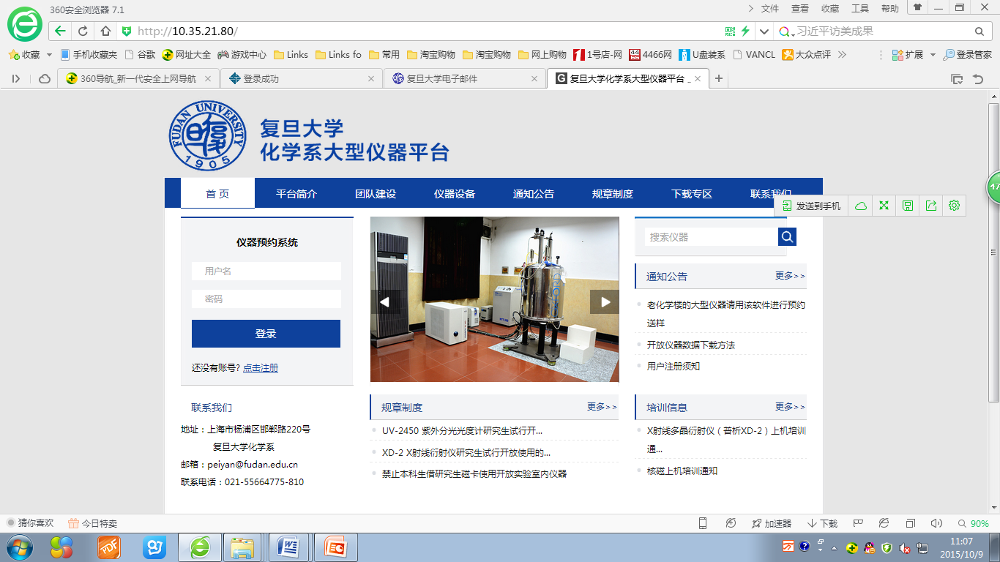 360安全浏览器 7.1
文件 查看 收藏 工具 帮助
http://10.35.21.80/
习近平访美成果
收藏 手机收藏夹 谷歌 网址大全 游戏中心 Links Links fo 常用 淘宝购物 淘宝购物 网上购物 1号店-网 4466网 U盘装系 VANCL 大众点评 扩展 登录管家
360导航_新一代安全上网导航 登录成功 复旦大学电子邮件 复旦大学化学系大型仪器平台 _
FUDAN UNIVERSITY
1905
复旦大学
化学系大型仪器平台
首 页 平台简介 团队建设 仪器设备 通知公告 规章制度 下载专区 联系我们
47
发送到手机
仪器预约系统
用户名
密码
登录
还没有账号? 点击注册
搜索仪器
通知公告 更多>>
老化学楼的大型仪器请用该软件进行预约
送样
开放仪器数据下载方法
用户注册须知
联系我们
地址：上海市杨浦区邯郸路220号
复旦大学化学系
邮箱：peiyan@fudan.edu.cn
联系电话：021-55664775-810
规章制度 更多>>
UV-2450 紫外分光光度计研究生试行开...
XD-2 X射线衍射仪研究生试行开放使用的...
禁止本科生借研究生磁卡使用开放实验室内仪器
培训信息 更多>>
X射线多晶衍射仪（普析XD-2）上机培训
通...
核磁上机培训通知
猜你喜欢 今日特卖 加速器 下载 90%
PDF
11:07
2015/10/9